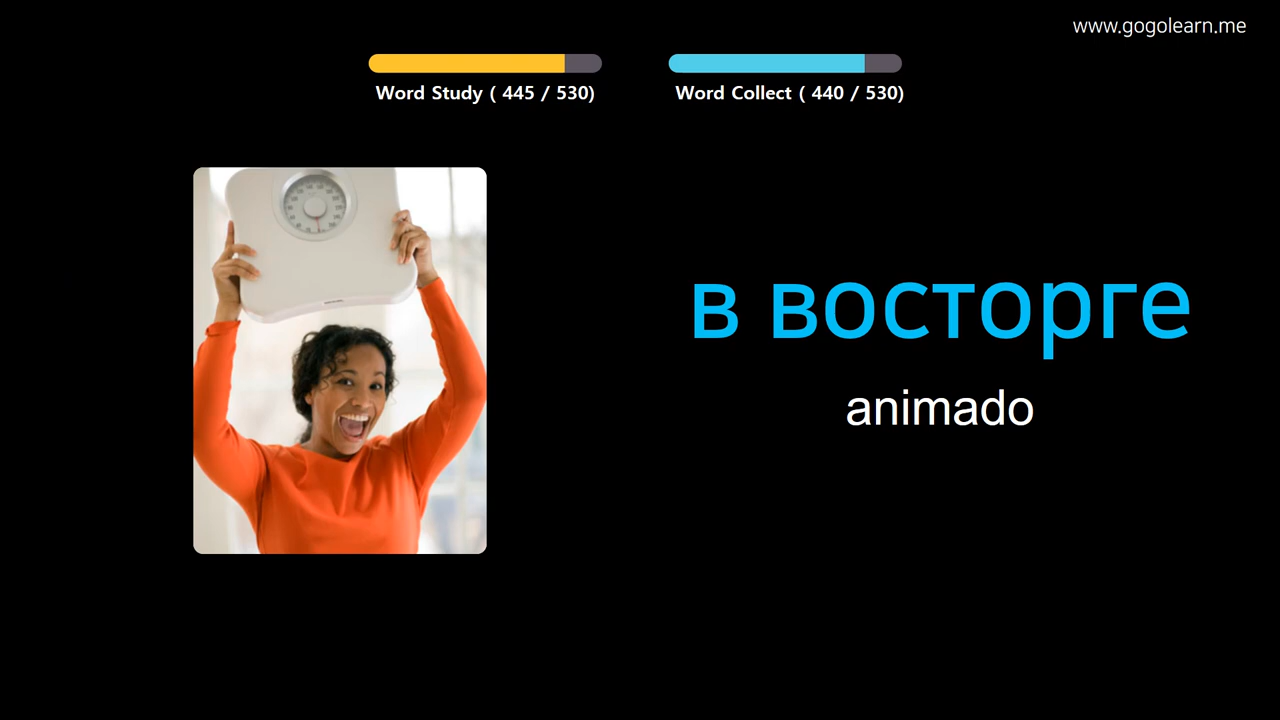 www.gogolearn.me
Word Study ( 445 / 530)
Word Collect ( 440 / 530)
в восторге
animado